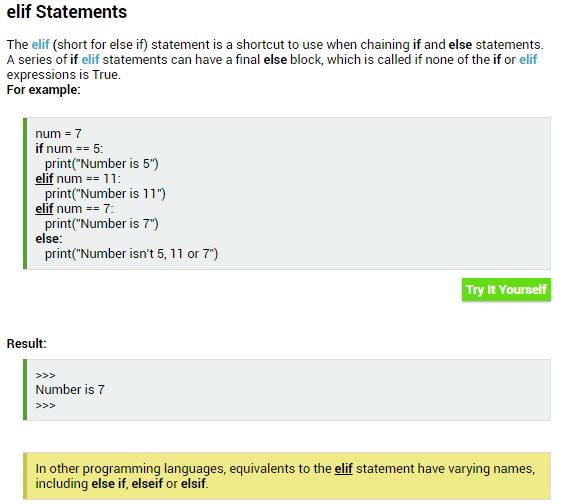 elif Statements
The elif (short for else if) statement is a shortcut to use when chaining if and else statements.
A series of if elif statements can have a final else block, which is called if none of the if or elif
expressions is True.
For example:
num = 7
if num == 5:
   print("Number is 5")
elif num == 11:
   print("Number is 11")
elif num == 7:
   print("Number is 7")
else:
   print("Number isn't 5, 11 or 7")
Try It Yourself
Result:
>>>
Number is 7
>>>
In other programming languages, equivalents to the elif statement have varying names,
including else if, elseif or elsif.